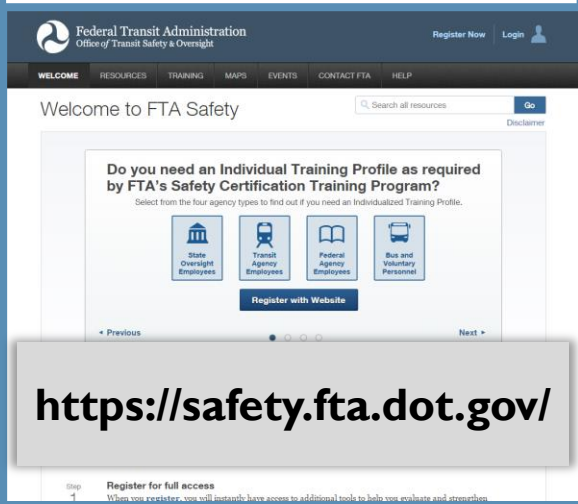 Federal Transit Administration
Office of Transit Safety & Oversight
Register Now Login
WELCOME RESOURCES TRAINING MAPS EVENTS CONTACT FTA HELP
Welcome to FTA Safety
Search all resources
Go
Disclaimer
Do you need an Individual Training Profile as required
by FTA's Safety Certification Training Program?
Select from the four agency types to find out if you need an Individualized Training Profile.
State
Oversight
Employees
Transit
Agency
Employees
Federal
Agency
Employees
Bus and
Voluntary
Personnel
Register with Website
Previous
Next
https://safety.fta.dot.gov/
Step
1
Register for full access
When you register, you will instantly have access to additional tools to help you evaluate and strengthen